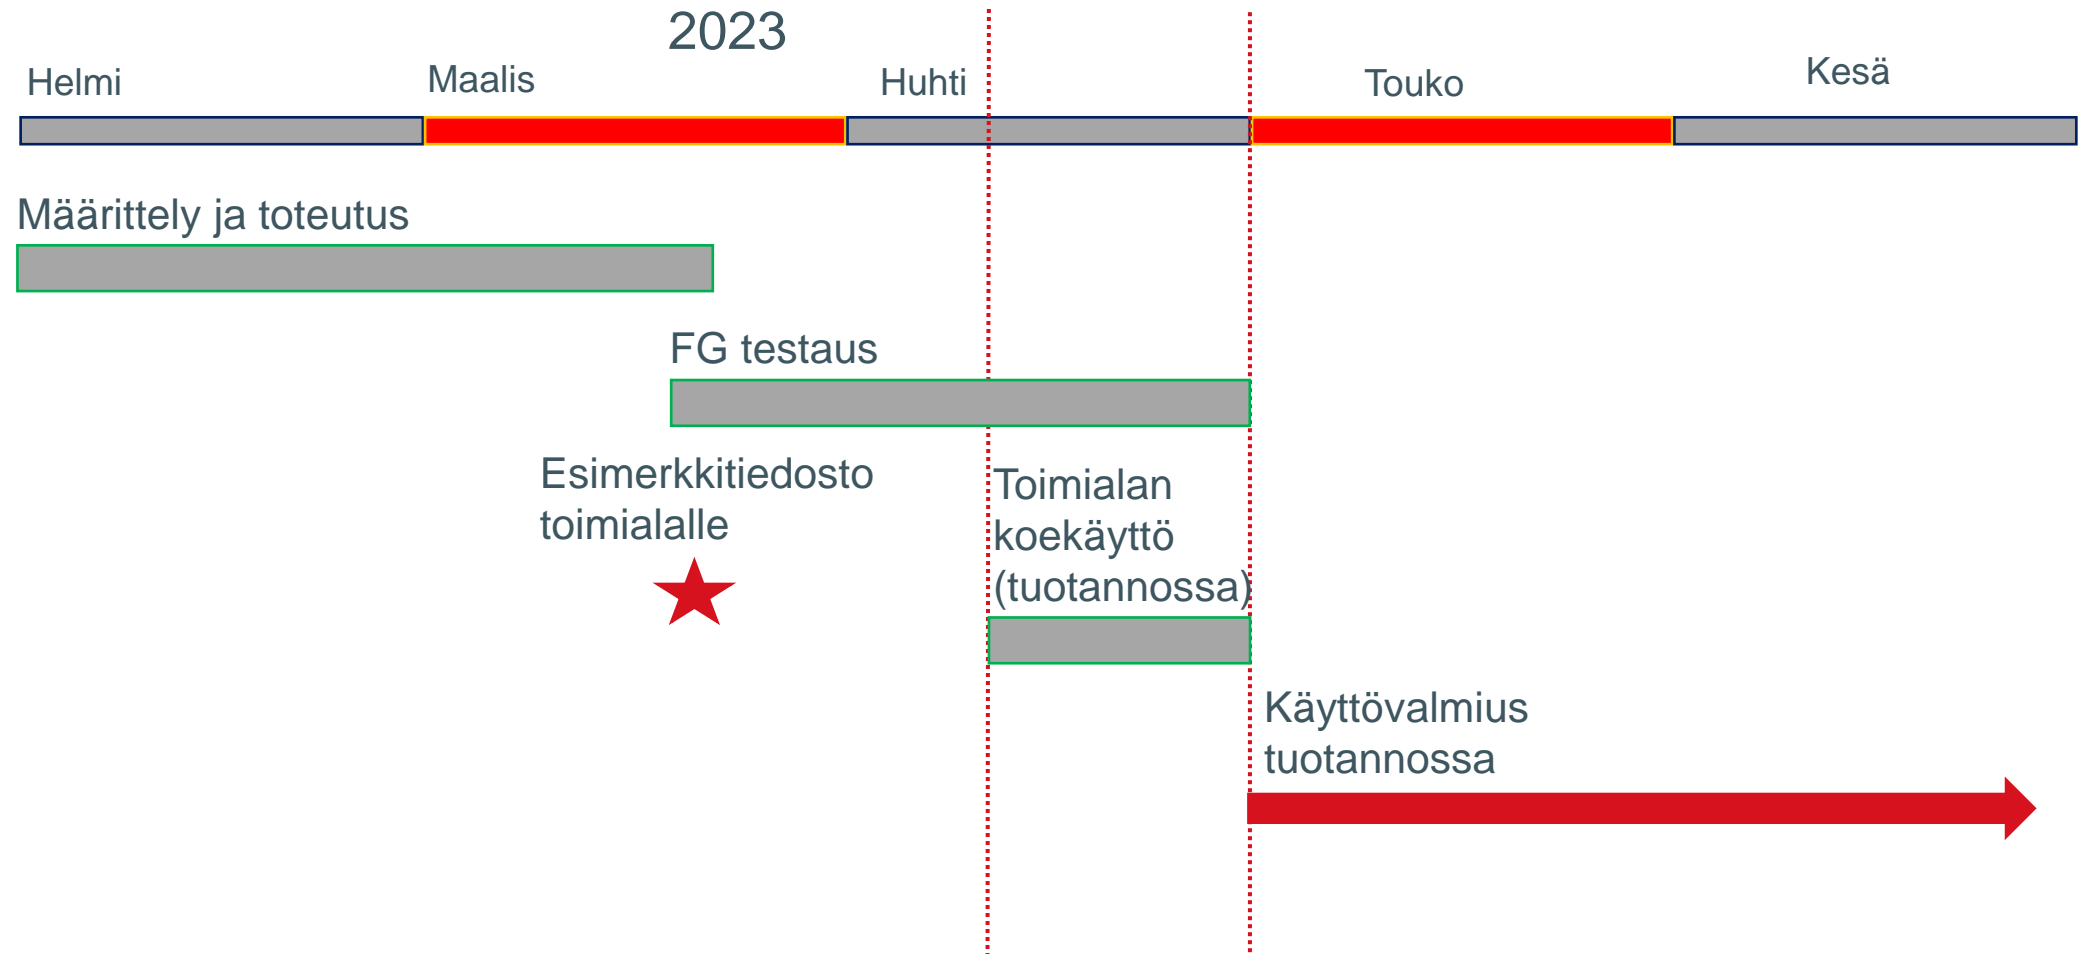 2023
Helmi
Maalis
Huhti
Touko
Kesä
Määrittely ja toteutus
FG testaus
Esimerkkitiedosto
toimialalle
Toimialan
koekäyttö
(tuotannossa)
Käyttövalmius
tuotannossa